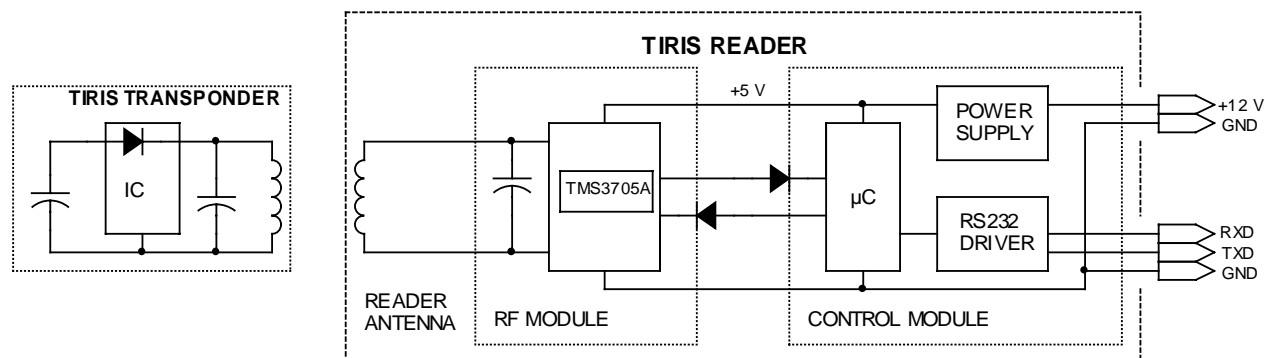 TIRIS READER
TIRIS TRANSPONDER
IC
READER
ANTENNA
RF MODULE
TMS3705A
+5 V
µC
POWER
SUPPLY
RS232
DRIVER
CONTROL MODULE
+12 V
GND
RXD
TXD
GND